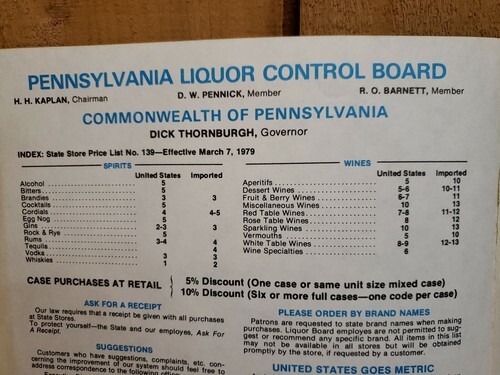 PENNSYLVANIA LIQUOR CONTROL BOARD
H. H. KAPLAN, Chairman D. W. PENNICK, Member R. O. BARNETT, Member
COMMONWEALTH OF PENNSYLVANIA
DICK THORNBURGH, Governor
INDEX: State Store Price List No. 139—Effective March 7, 1979
SPIRITS
United States Imported
Alcohol 5
Bitters 5
Brandies 3 3
Cocktails 5
Cordials 4 4-5
Egg Nog 5
Gins 2-3 3
Rock & Rye 5
Rums 3-4 4
Tequila 4
Vodka 3 3
Whiskies 1 2
WINES
United States Imported
Aperitifs 5 10
Dessert Wines 5-6 10-11
Fruit & Berry Wines 6-7 11
Miscellaneous Wines 10 13
Red Table Wines 7-8 11-12
Rose Table Wines 8 12
Sparkling Wines 10 13
Vermouths 5 10
White Table Wines 8-9 12-13
Wine Specialties 6
CASE PURCHASES AT RETAIL
5% Discount (One case or same unit size mixed case)
10% Discount (Six or more full cases—one code per case)
ASK FOR A RECEIPT
Our law requires that a receipt be given with all purchases
at State Stores.
To protect yourself—the State and our employes, Ask For
A Receipt.
SUGGESTIONS
Customers who have suggestions, complaints, etc. con-
cerning the improvement of our system should feel free to
address correspondence to the following
PLEASE ORDER BY BRAND NAMES
Patrons are requested to state brand names when making
purchases. Liquor Board employes are not permitted to sug-
gest or recommend any specific brand. All items in this list
may not be available in all stores but will be obtained
promptly by the store, if requested by a customer.
UNITED STATES GOES METRIC